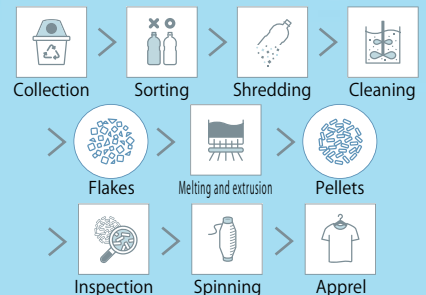 Collection
Sorting
Shredding
Cleaning
Flakes
Melting and extrusion
Pellets
Inspection
Spinning
Apprel